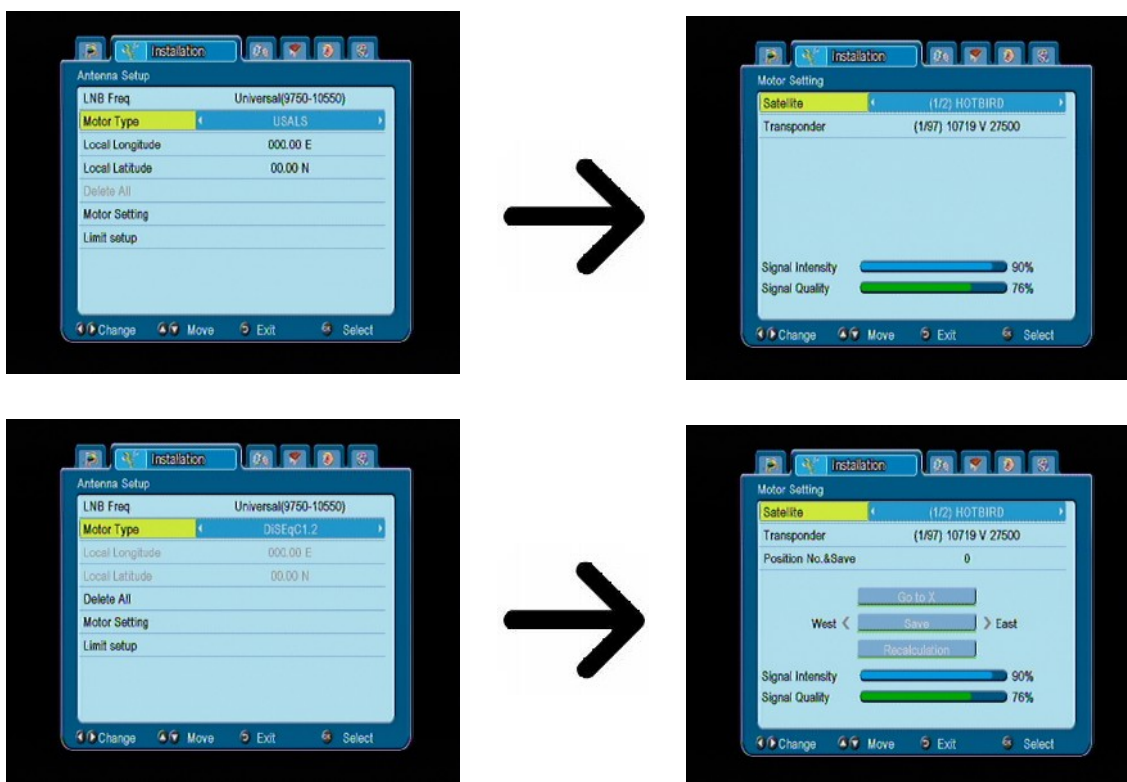 Installation
Antenna Setup
LNB Freq Universal(9750-10550)
Motor Type USALS
Local Longitude 000.00 E
Local Latitude 00.00 N
Delete All
Motor Setting
Limit setup
Change Move Exit Select
Installation
Motor Setting
Satellite (1/2) HOTBIRD
Transponder (1/97) 10719 V 27500
Signal Intensity 90%
Signal Quality 76%
Change Move Exit Select
Installation
Antenna Setup
LNB Freq Universal(9750-10550)
Motor Type DiSEqC1.2
Local Longitude 000.00 E
Local Latitude 00.00 N
Delete All
Motor Setting
Limit setup
Change Move Exit Select
Installation
Motor Setting
Satellite (1/2) HOTBIRD
Transponder (1/97) 10719 V 27500
Position No.&Save 0
Go to X
West Save East
Recalculation
Signal Intensity 90%
Signal Quality 76%
Change Move Exit Select